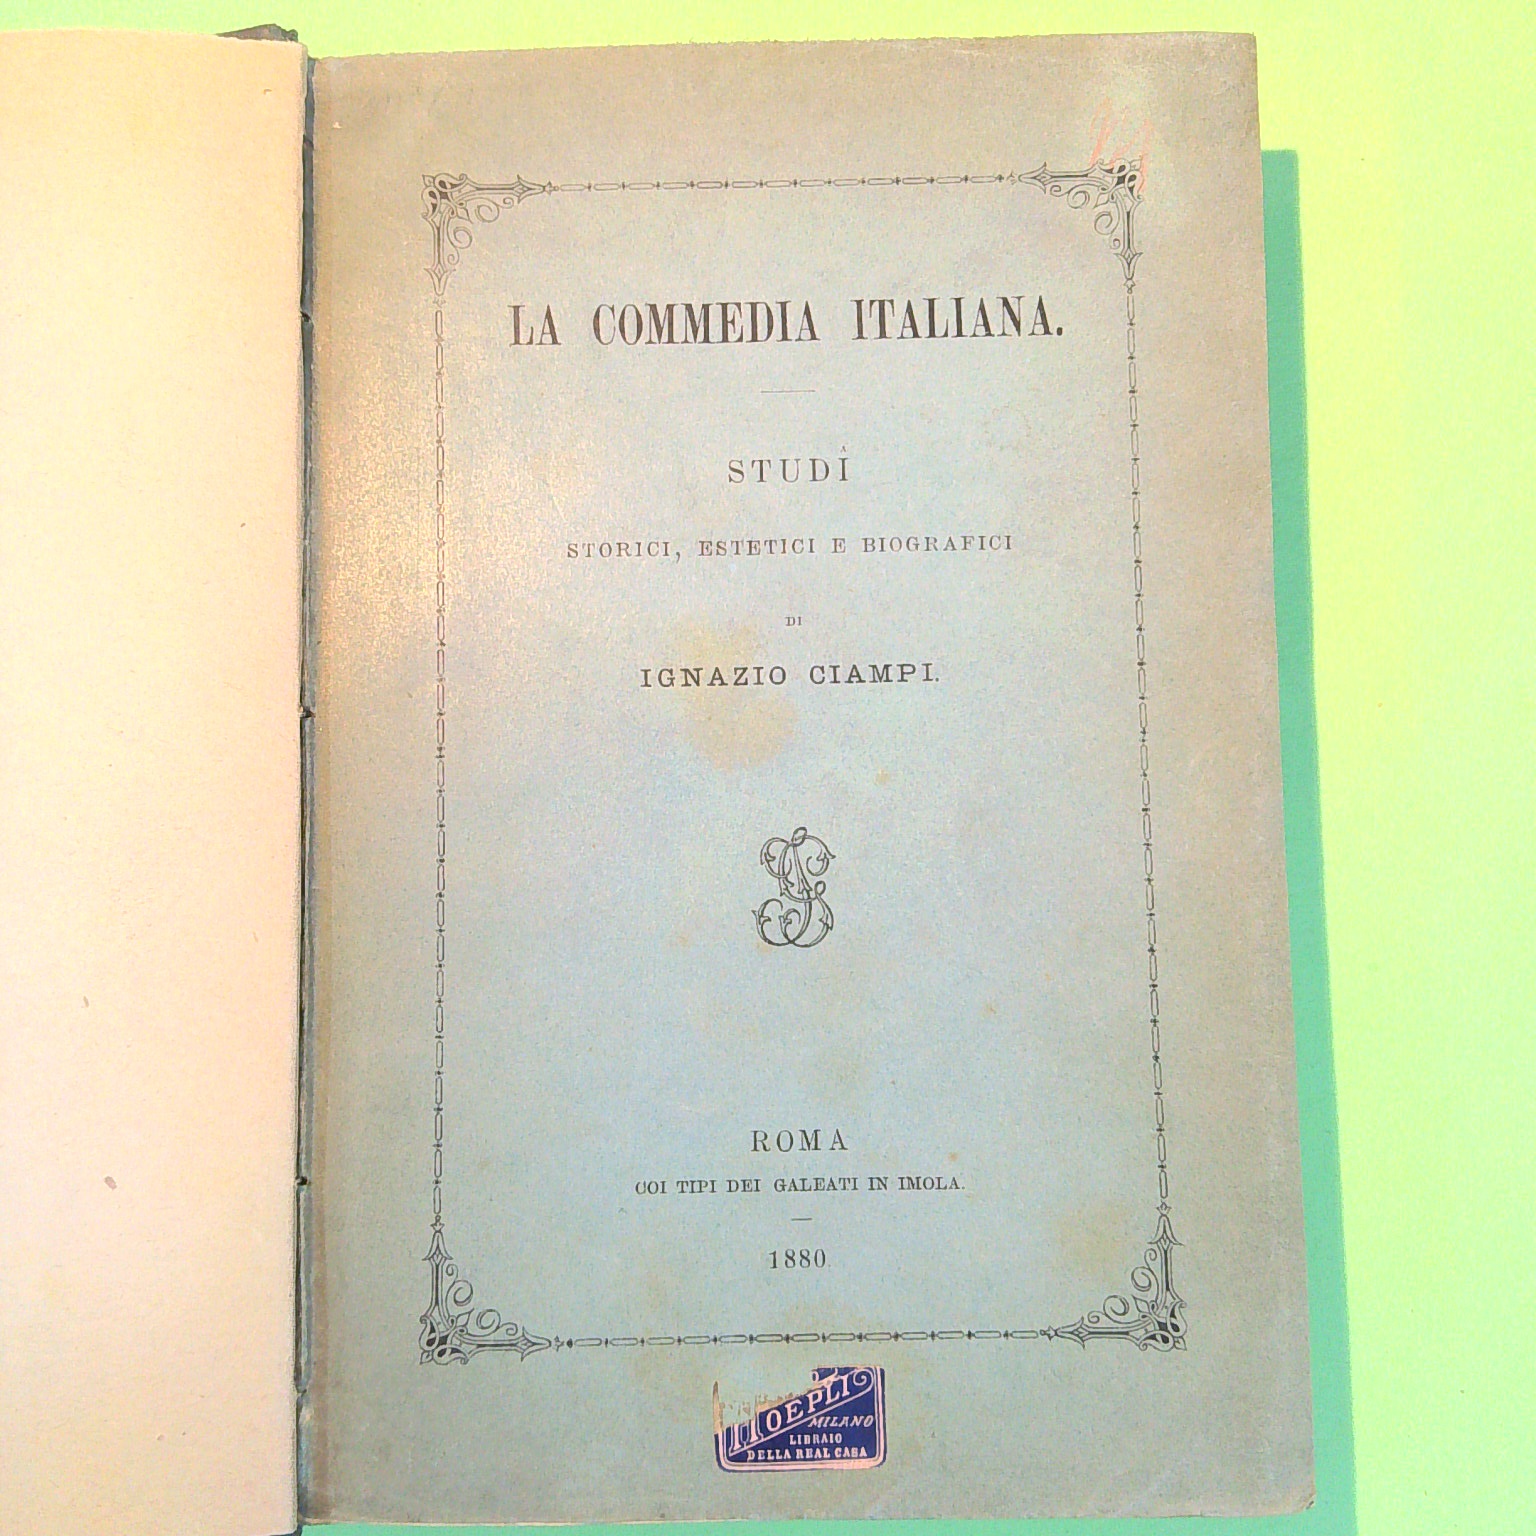 LA COMMEDIA ITALIANA.
STUDÎ
STORICI, ESTETICI E BIOGRAFICI
DI
IGNAZIO CIAMPI.
ROMA
COI TIPI DEI GALEATI IN IMOLA.
1880.
HOEPLI
MILANO
LIBRAIO
DELLA REAL CASA